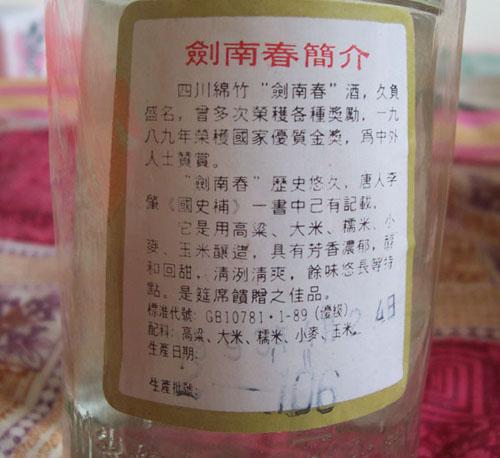 劍南春簡介
四川綿竹“劍南春”酒，久負
盛名，曾多次榮穫各種獎勵，一九
八九年榮穫國家優質金獎，爲中外
人士贊賞。
“劍南春”歷史悠久，唐人李
肇《國史補》一書中己有記載，
它是用高粱、大米、糯米、小
麥、玉米釀造，具有芳香濃郁，醇
和回甜，清洌清爽，餘味悠長等特
點。是筵席饋贈之佳品。
標准代號：GB10781·1-89（優級）
配料：高粱、大米、糯米、小麥、玉米
生產日期：
生產批號：